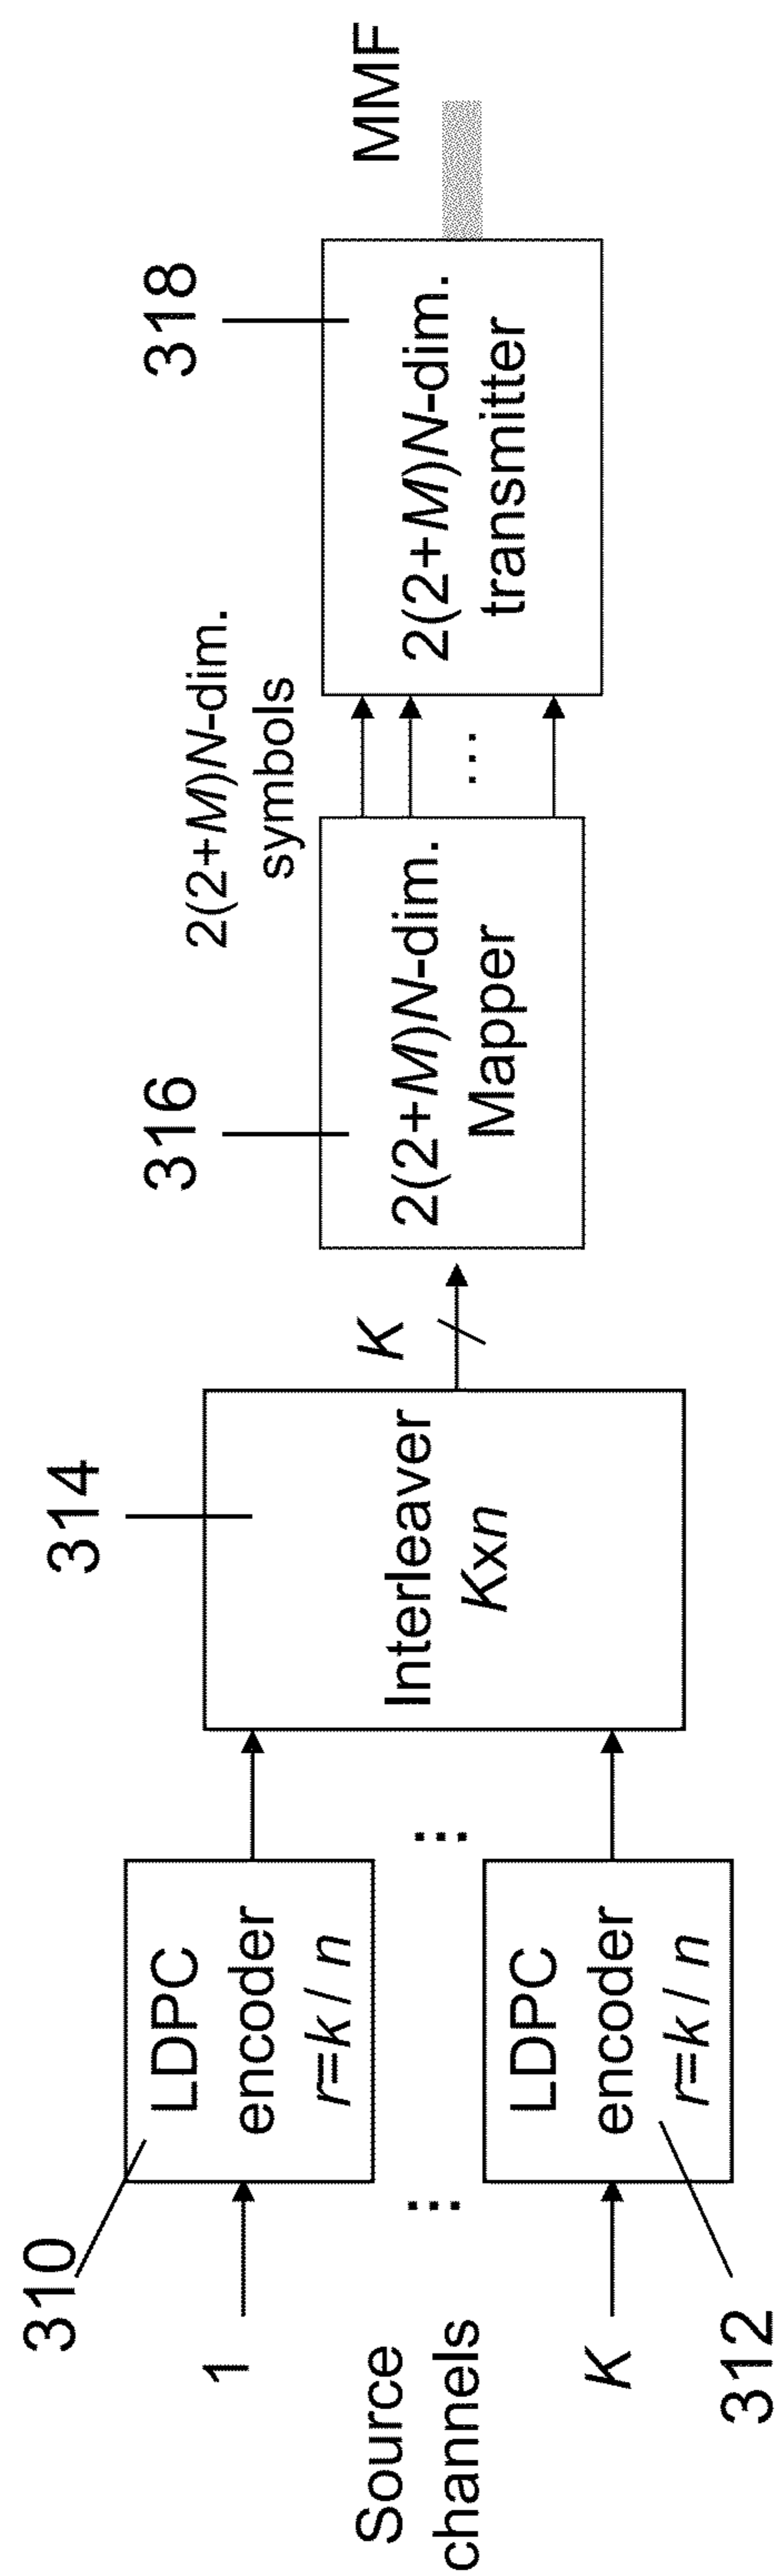 310
1
Source
channels
K
312
LDPC
encoder
r=k / n
...
...
LDPC
encoder
r=k / n
314
Interleaver
Kxn
K
316
2(2+M)N-dim.
Mapper
2(2+M)N-dim.
symbols
...
318
2(2+M)N-dim.
transmitter
MMF